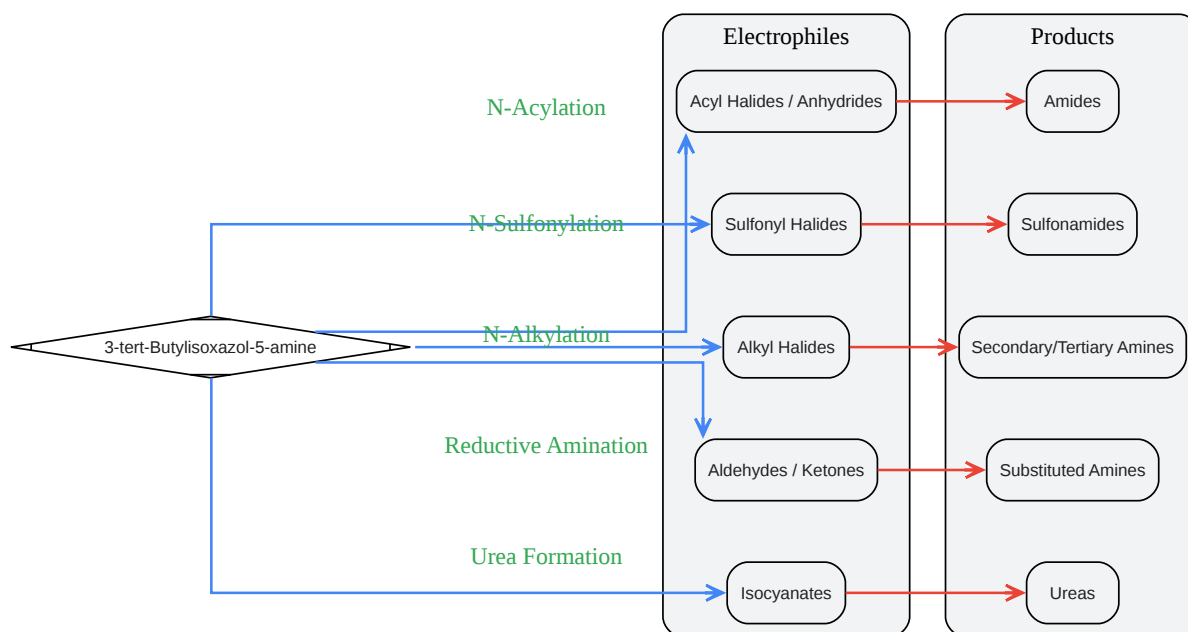 Electrophiles
Products
N-Acylation
Acyl Halides / Anhydrides
Amides
N-Sulfonylation
Sulfonyl Halides
Sulfonamides
3-tert-Butylisoxazol-5-amine
N-Alkylation
Alkyl Halides
Secondary/Tertiary Amines
Reductive Amination
Aldehydes / Ketones
Substituted Amines
Urea Formation
Isocyanates
Ureas